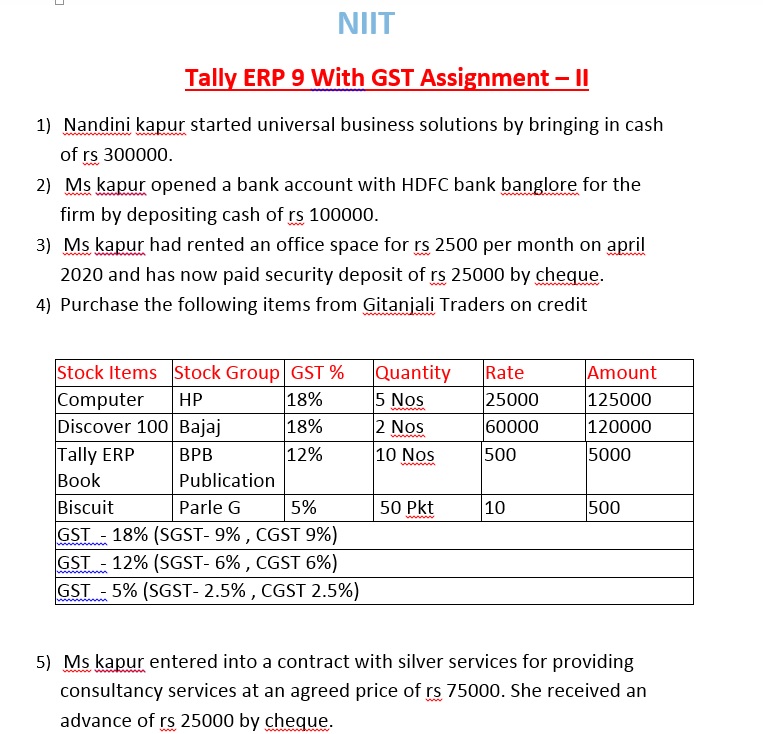 NIIT
Tally ERP 9 With GST Assignment – II
1) Nandini kapur started universal business solutions by bringing in cash
of rs 300000.
2) Ms kapur opened a bank account with HDFC bank banglore for the
firm by depositing cash of rs 100000.
3) Ms kapur had rented an office space for rs 2500 per month on april
2020 and has now paid security deposit of rs 25000 by cheque.
4) Purchase the following items from Gitanjali Traders on credit
Stock Items Stock Group GST % Quantity Rate Amount
Computer HP 18% 5 Nos 25000 125000
Discover 100 Bajaj 18% 2 Nos 60000 120000
Tally ERP BPB 12% 10 Nos 500 5000
Book Publication
Biscuit Parle G 5% 50 Pkt 10 500
GST - 18% (SGST- 9% , CGST 9%)
GST - 12% (SGST- 6% , CGST 6%)
GST - 5% (SGST- 2.5% , CGST 2.5%)
5) Ms kapur entered into a contract with silver services for providing
consultancy services at an agreed price of rs 75000. She received an
advance of rs 25000 by cheque.